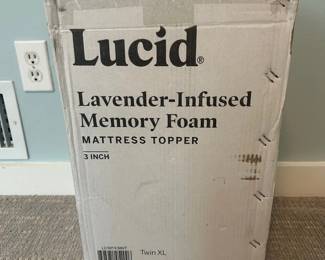 Lucid®
Lavender-Infused
Memory Foam
MATTRESS TOPPER
3 INCH
Twin XL